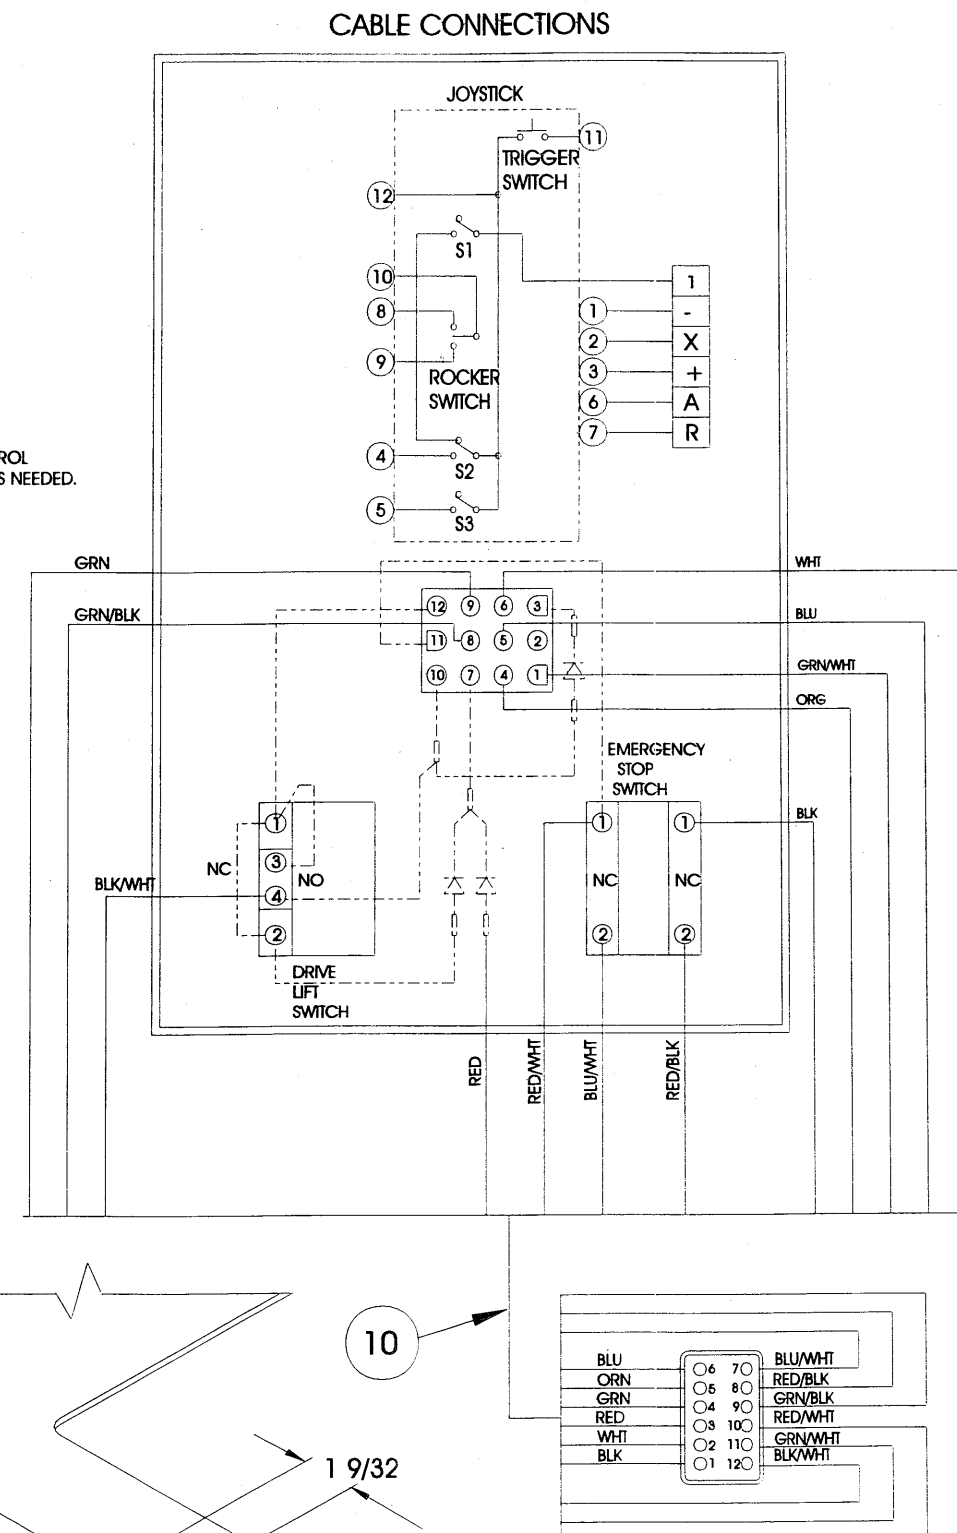 CABLE CONNECTIONS
JOYSTICK
11
TRIGGER
SWITCH
12
S1
10
1
8
1 -
2 X
9
3 +
ROCKER
SWITCH
6 A
7 R
4
S2
5
S3
ROL
S NEEDED.
GRN
WHT
12 9 6 3
GRN/BLK
BLU
11 8 5 2
GRN/WHT
10 7 4 1
ORG
EMERGENCY
STOP
SWITCH
BLK
1
1 1
3
NC
NO
NC NC
BLK/WHT
4
2
2 2
DRIVE
LIFT
SWITCH
RED
RED/WHT
BLU/WHT
RED/BLK
10
BLU 6 7 BLU/WHT
ORN 5 8 RED/BLK
GRN 4 9 GRN/BLK
RED 3 10 RED/WHT
WHT 2 11 GRN/WHT
BLK 1 12 BLK/WHT
1 9/32